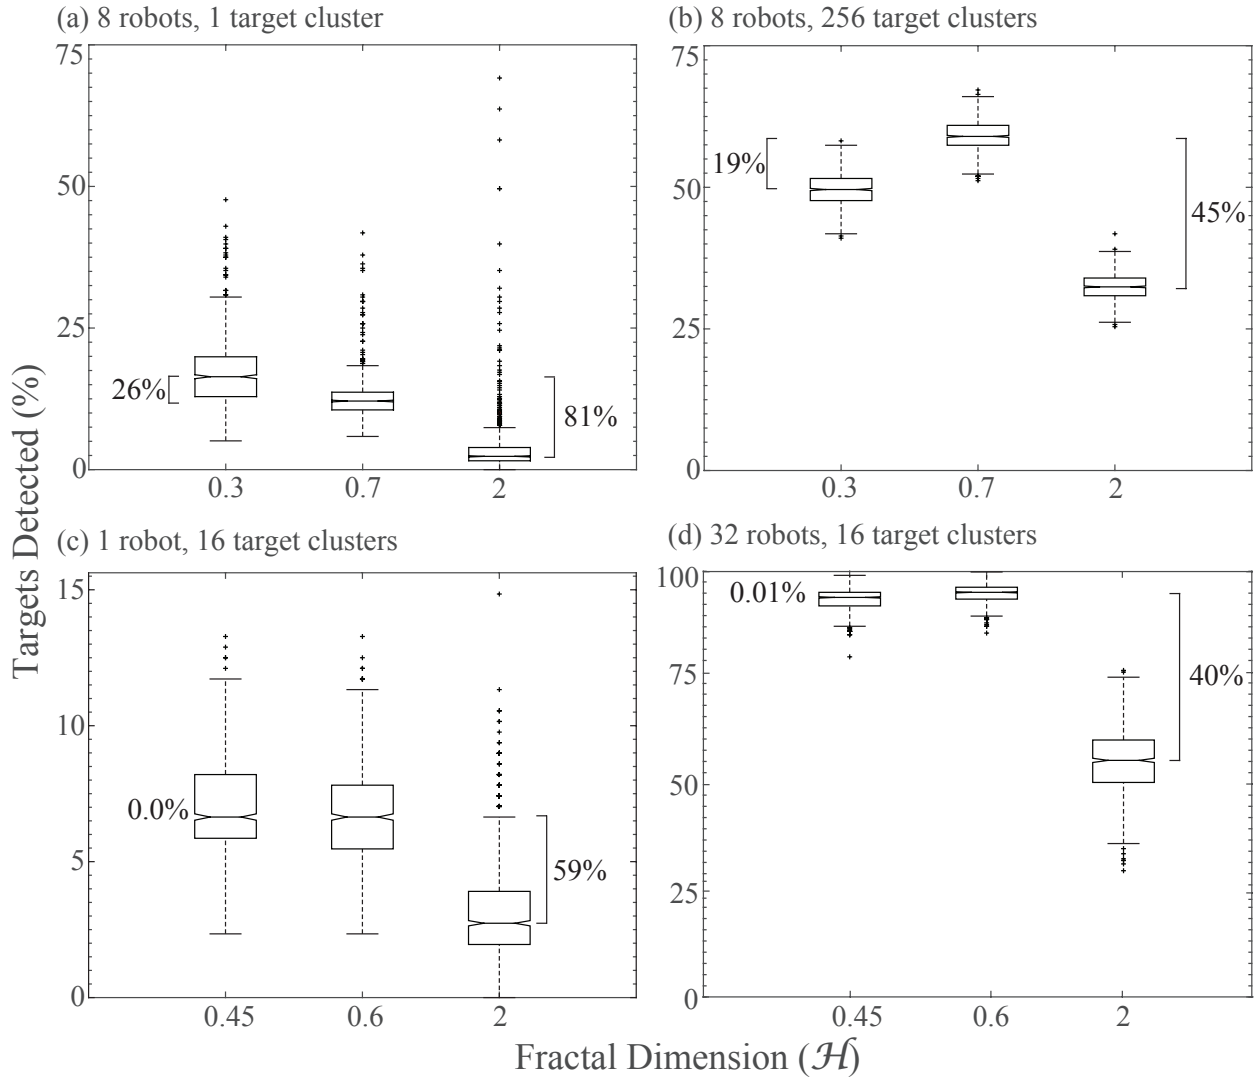 (a) 8 robots, 1 target cluster
75
50
25
0
26%
81%
0.3 0.7 2
(b) 8 robots, 256 target clusters
75
50
25
0
19%
45%
0.3 0.7 2
(c) 1 robot, 16 target clusters
15
10
5
0
0.0%
59%
0.45 0.6 2
(d) 32 robots, 16 target clusters
100
75
50
25
0
0.01%
40%
0.45 0.6 2
Targets Detected (%)
Fractal Dimension (ℋ)